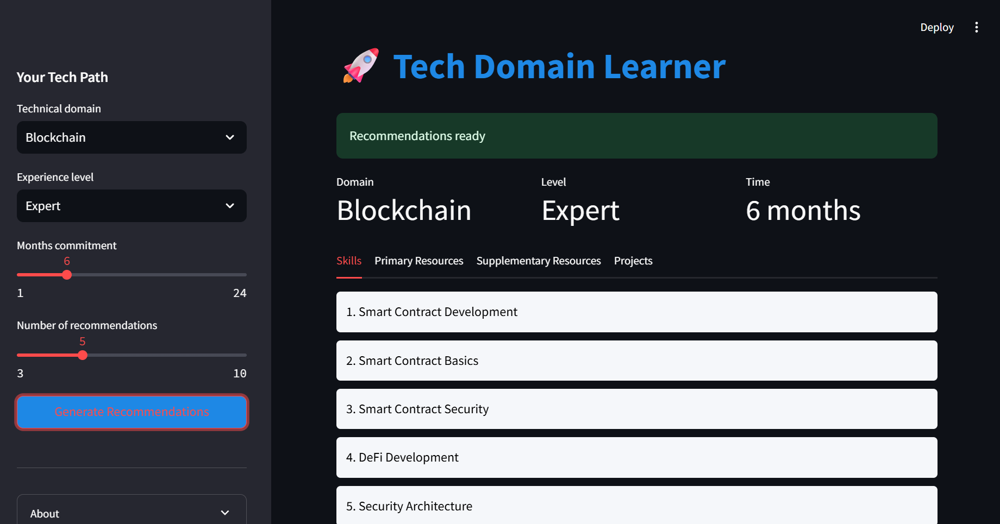 Deploy
Your Tech Path
Technical domain
Blockchain
Experience level
Expert
Months commitment
6
1 24
Number of recommendations
5
3 10
Generate Recommendations
About
Tech Domain Learner
Recommendations ready
Domain Level Time
Blockchain Expert 6 months
Skills Primary Resources Supplementary Resources Projects
1. Smart Contract Development
2. Smart Contract Basics
3. Smart Contract Security
4. DeFi Development
5. Security Architecture